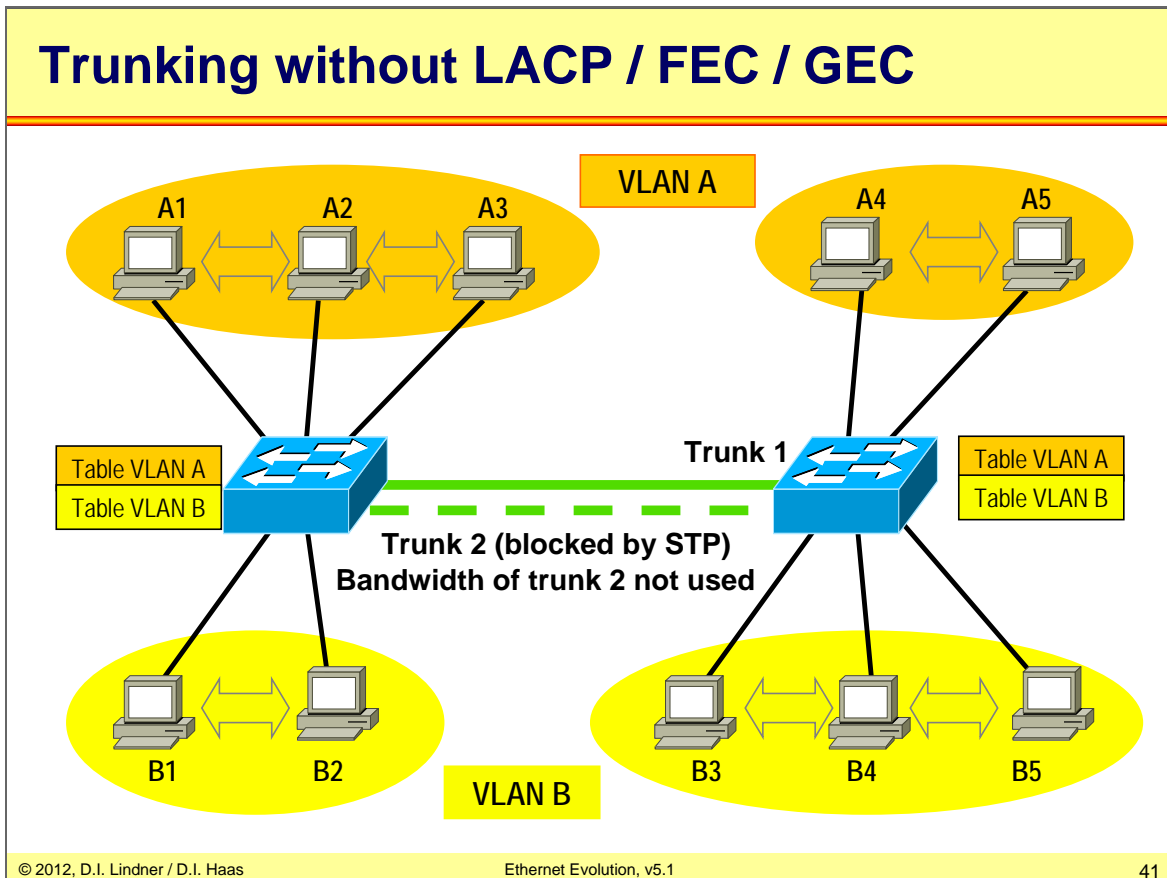 Trunking without LACP / FEC / GEC
VLAN A
A1
A2
A3
A4
A5
Trunk 1
Table VLAN A
Table VLAN B
Table VLAN A
Table VLAN B
Trunk 2 (blocked by STP)
Bandwidth of trunk 2 not used
B1
B2
B3
B4
B5
VLAN B
© 2012, D.I. Lindner / D.I. Haas
Ethernet Evolution, v5.1
41